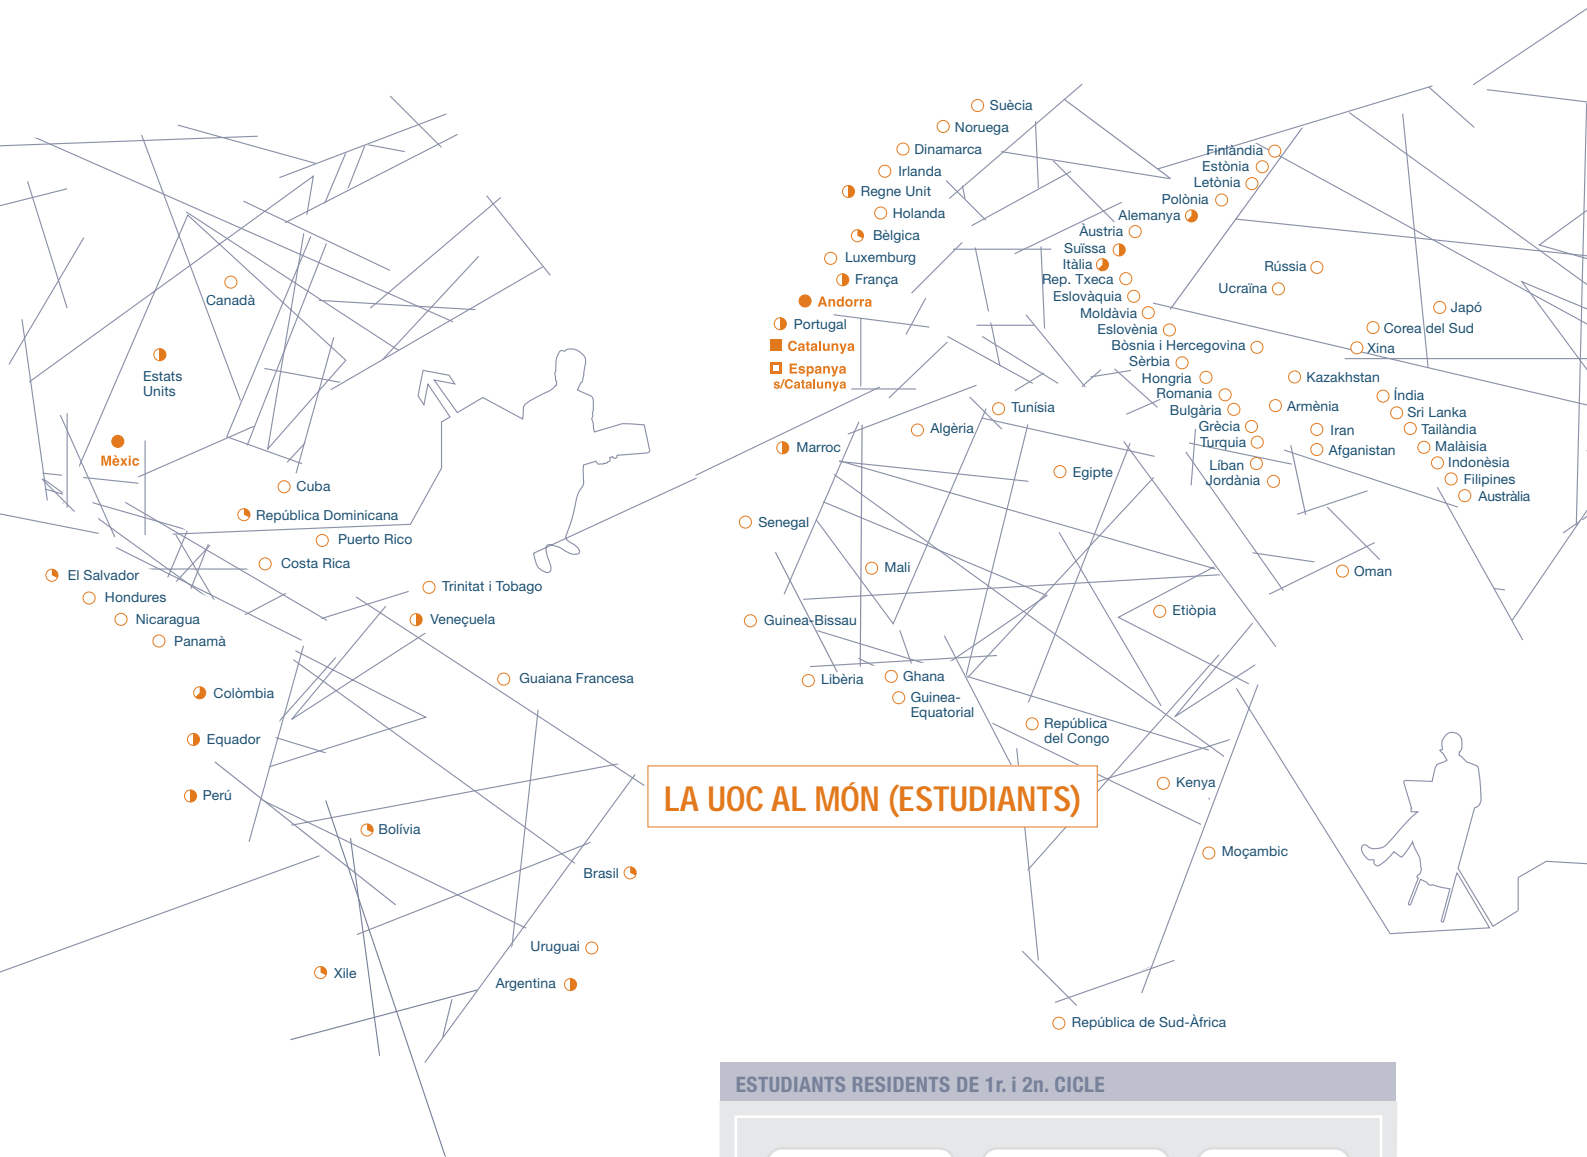 Suècia
Noruega
Dinamarca
Irlanda
Regne Unit
Holanda
Bèlgica
Luxemburg
França
Andorra
Portugal
Catalunya
Espanya
s/Catalunya
Finlàndia
Estònia
Letònia
Polònia
Alemanya
Àustria
Suïssa
Itàlia
Rep. Txeca
Eslovàquia
Moldàvia
Eslovènia
Bòsnia i Hercegovina
Sèrbia
Hongria
Romania
Bulgària
Grècia
Turquia
Líban
Jordània
Rússia
Ucraïna
Japó
Corea del Sud
Xina
Kazakhstan
Armènia
Iran
Afganistan
Índia
Sri Lanka
Tailàndia
Malàisia
Indonèsia
Filipines
Austràlia
Oman
Canadà
Estats
Units
Mèxic
Cuba
República Dominicana
Puerto Rico
Costa Rica
El Salvador
Hondures
Nicaragua
Panamà
Trinitat i Tobago
Veneçuela
Guaiana Francesa
Colòmbia
Equador
Perú
Bolívia
Brasil
Uruguai
Xile
Argentina
Tunísia
Algèria
Marroc
Egipte
Senegal
Mali
Guinea-Bissau
Etiòpia
Libèria
Ghana
Guinea-
Equatorial
República
del Congo
Kenya
Moçambic
República de Sud-Àfrica
LA UOC AL MÓN (ESTUDIANTS)
ESTUDIANTS RESIDENTS DE 1r. i 2n. CICLE